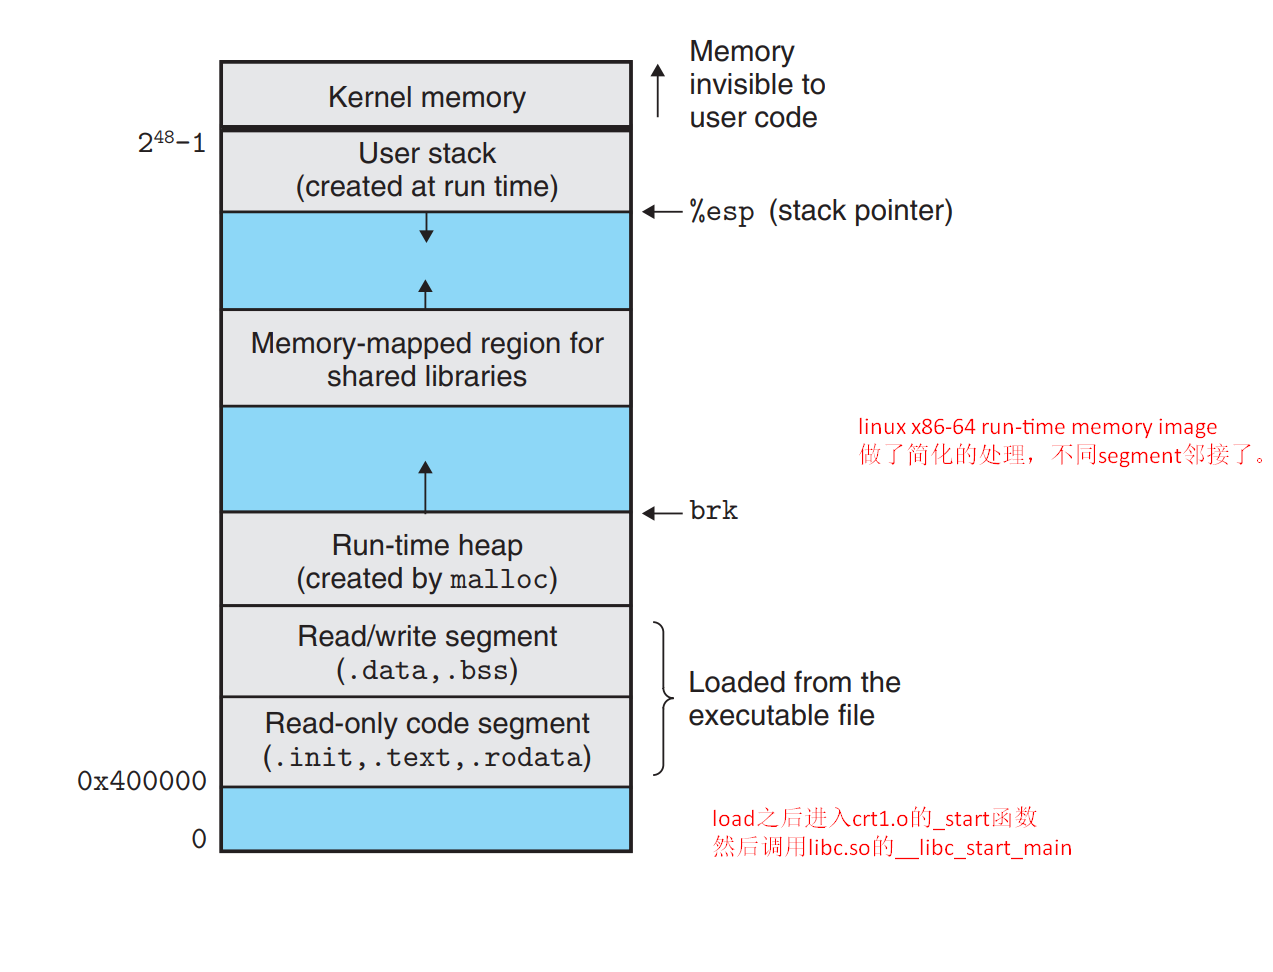 Memory
invisible to
user code
Kernel memory
2⁴⁸-1
User stack
(created at run time)
%esp (stack pointer)
Memory-mapped region for
shared libraries
linux x86-64 run-time memory image
做了简化的处理，不同segment邻接了。
brk
Run-time heap
(created by malloc)
Read/write segment
(.data,.bss)
Loaded from the
executable file
Read-only code segment
(.init,.text,.rodata)
0x400000
0
load之后进入crt1.o的_start函数
然后调用libc.so的__libc_start_main